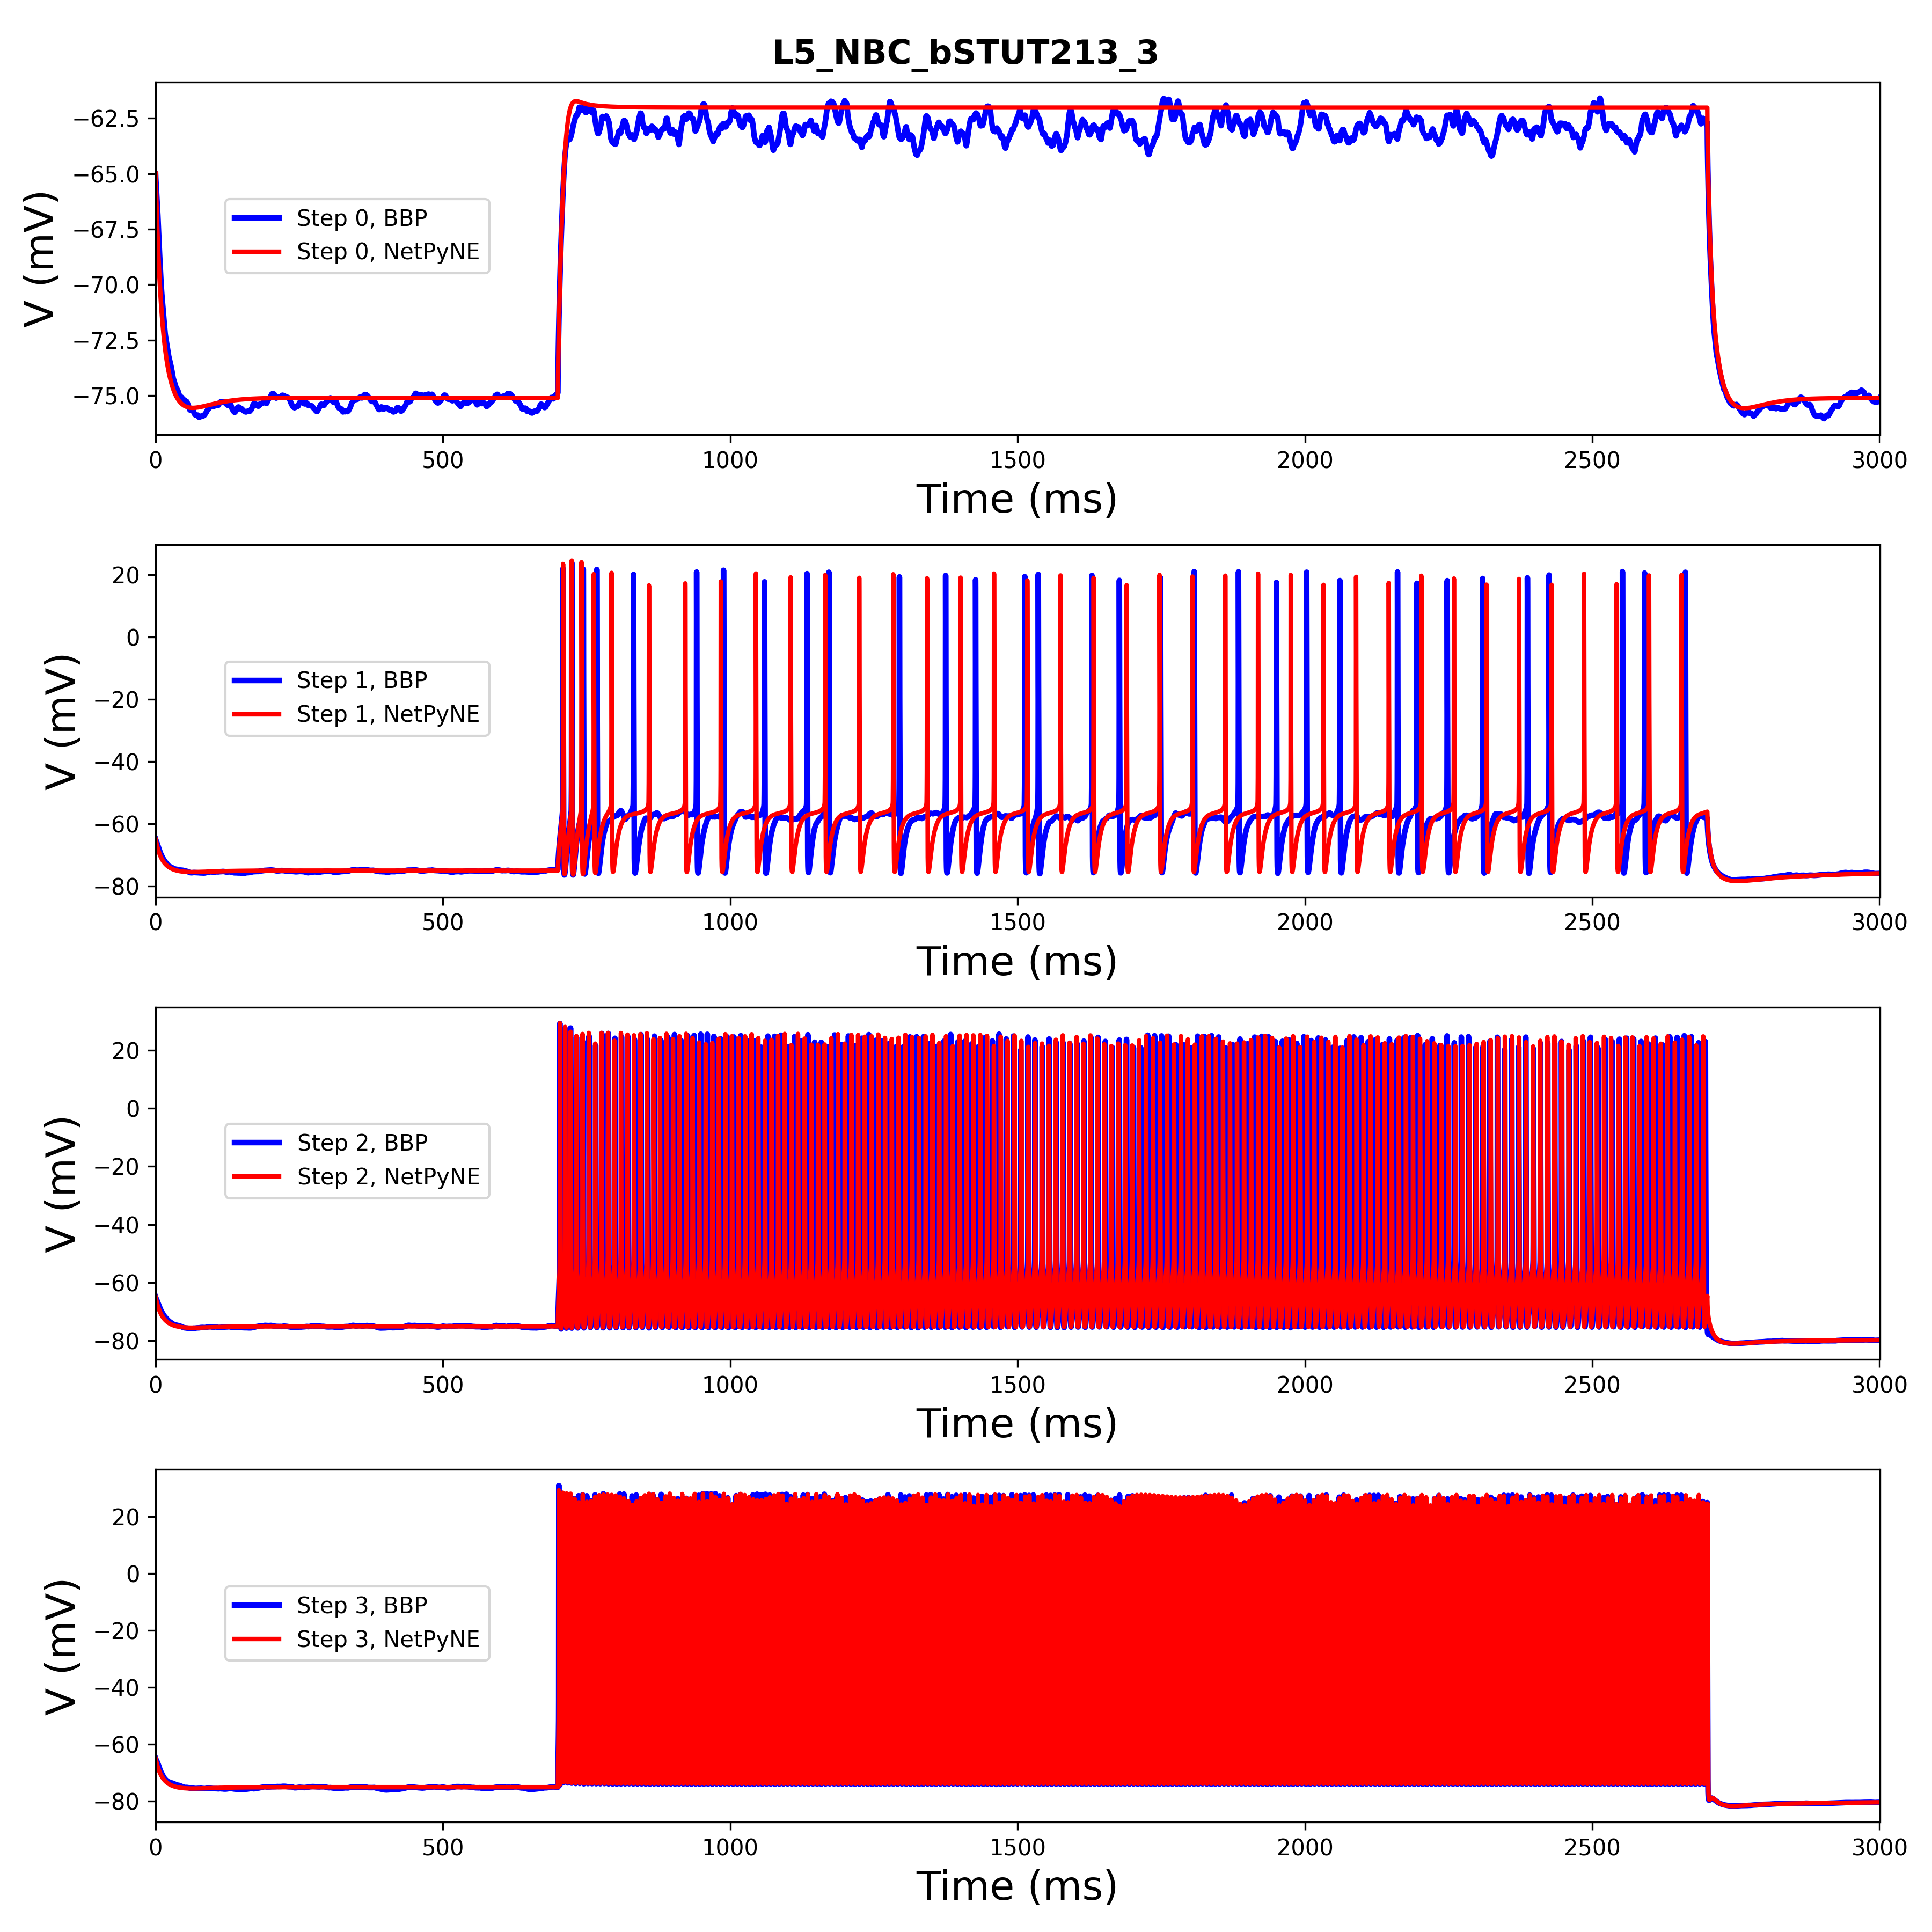 L5_NBC_bSTUT213_3
V (mV)
−62.5
−65.0
−67.5
−70.0
−72.5
−75.0
Step 0, BBP
Step 0, NetPyNE
0 500 1000 1500 2000 2500 3000
Time (ms)
V (mV)
20
0
−20
−40
−60
−80
Step 1, BBP
Step 1, NetPyNE
0 500 1000 1500 2000 2500 3000
Time (ms)
V (mV)
20
0
−20
−40
−60
−80
Step 2, BBP
Step 2, NetPyNE
0 500 1000 1500 2000 2500 3000
Time (ms)
V (mV)
20
0
−20
−40
−60
−80
Step 3, BBP
Step 3, NetPyNE
0 500 1000 1500 2000 2500 3000
Time (ms)